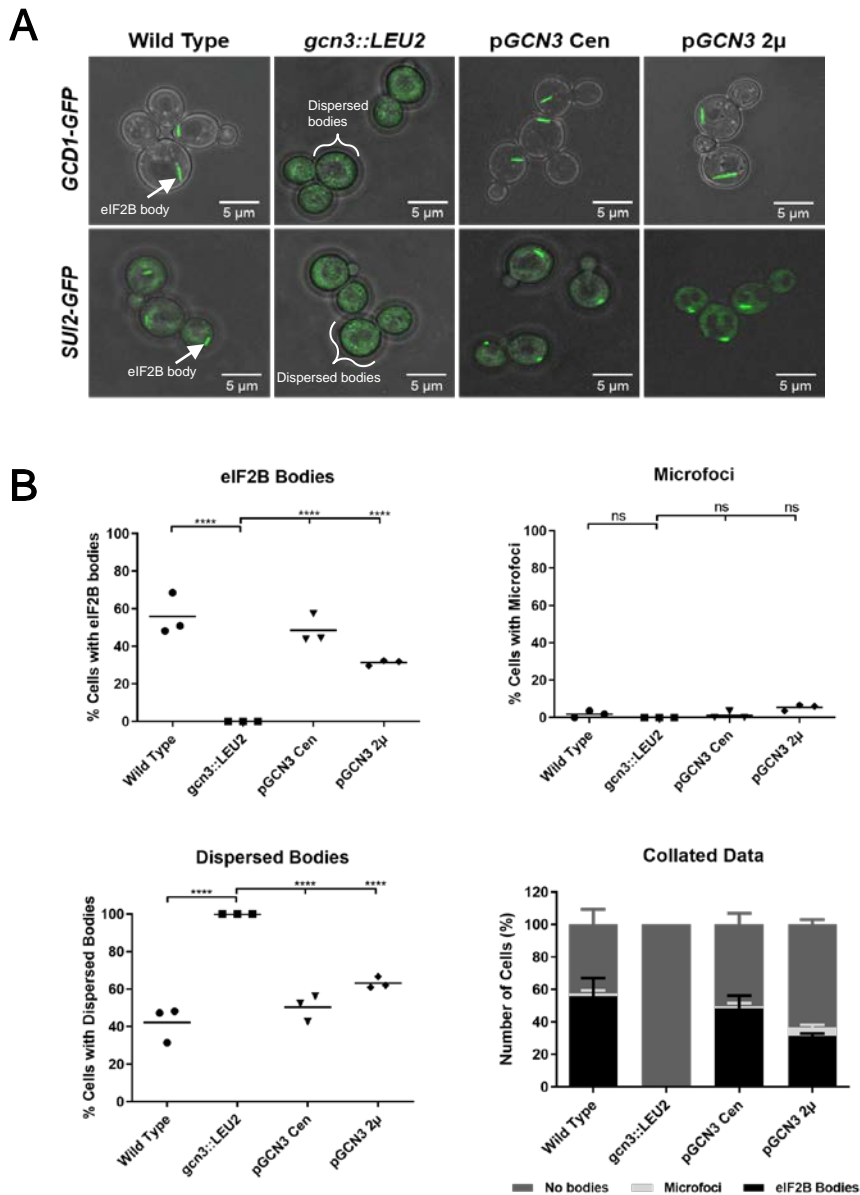 A
Wild Type
gcn3::LEU2
pGCN3 Cen
pGCN3 2µ
GCD1-GFP
Dispersed
bodies
eIF2B body
5 µm
5 µm
5 µm
5 µm
SUI2-GFP
eIF2B body
Dispersed bodies
5 µm
5 µm
5 µm
5 µm
B
eIF2B Bodies
**** **** ****
% Cells with eIF2B bodies
100
80
60
40
20
0
Wild Type
gcn3::LEU2
pGCN3 Cen
pGCN3 2µ
Microfoci
ns ns ns
% Cells with Microfoci
100
80
60
40
20
0
Wild Type
gcn3::LEU2
pGCN3 Cen
pGCN3 2µ
Dispersed Bodies
**** **** ****
% Cells with Dispersed Bodies
100
80
60
40
20
0
Wild Type
gcn3::LEU2
pGCN3 Cen
pGCN3 2µ
Collated Data
Number of Cells (%)
120
100
80
60
40
20
0
Wild Type
gcn3::LEU2
pGCN3 Cen
pGCN3 2µ
No bodies Microfoci eIF2B Bodies